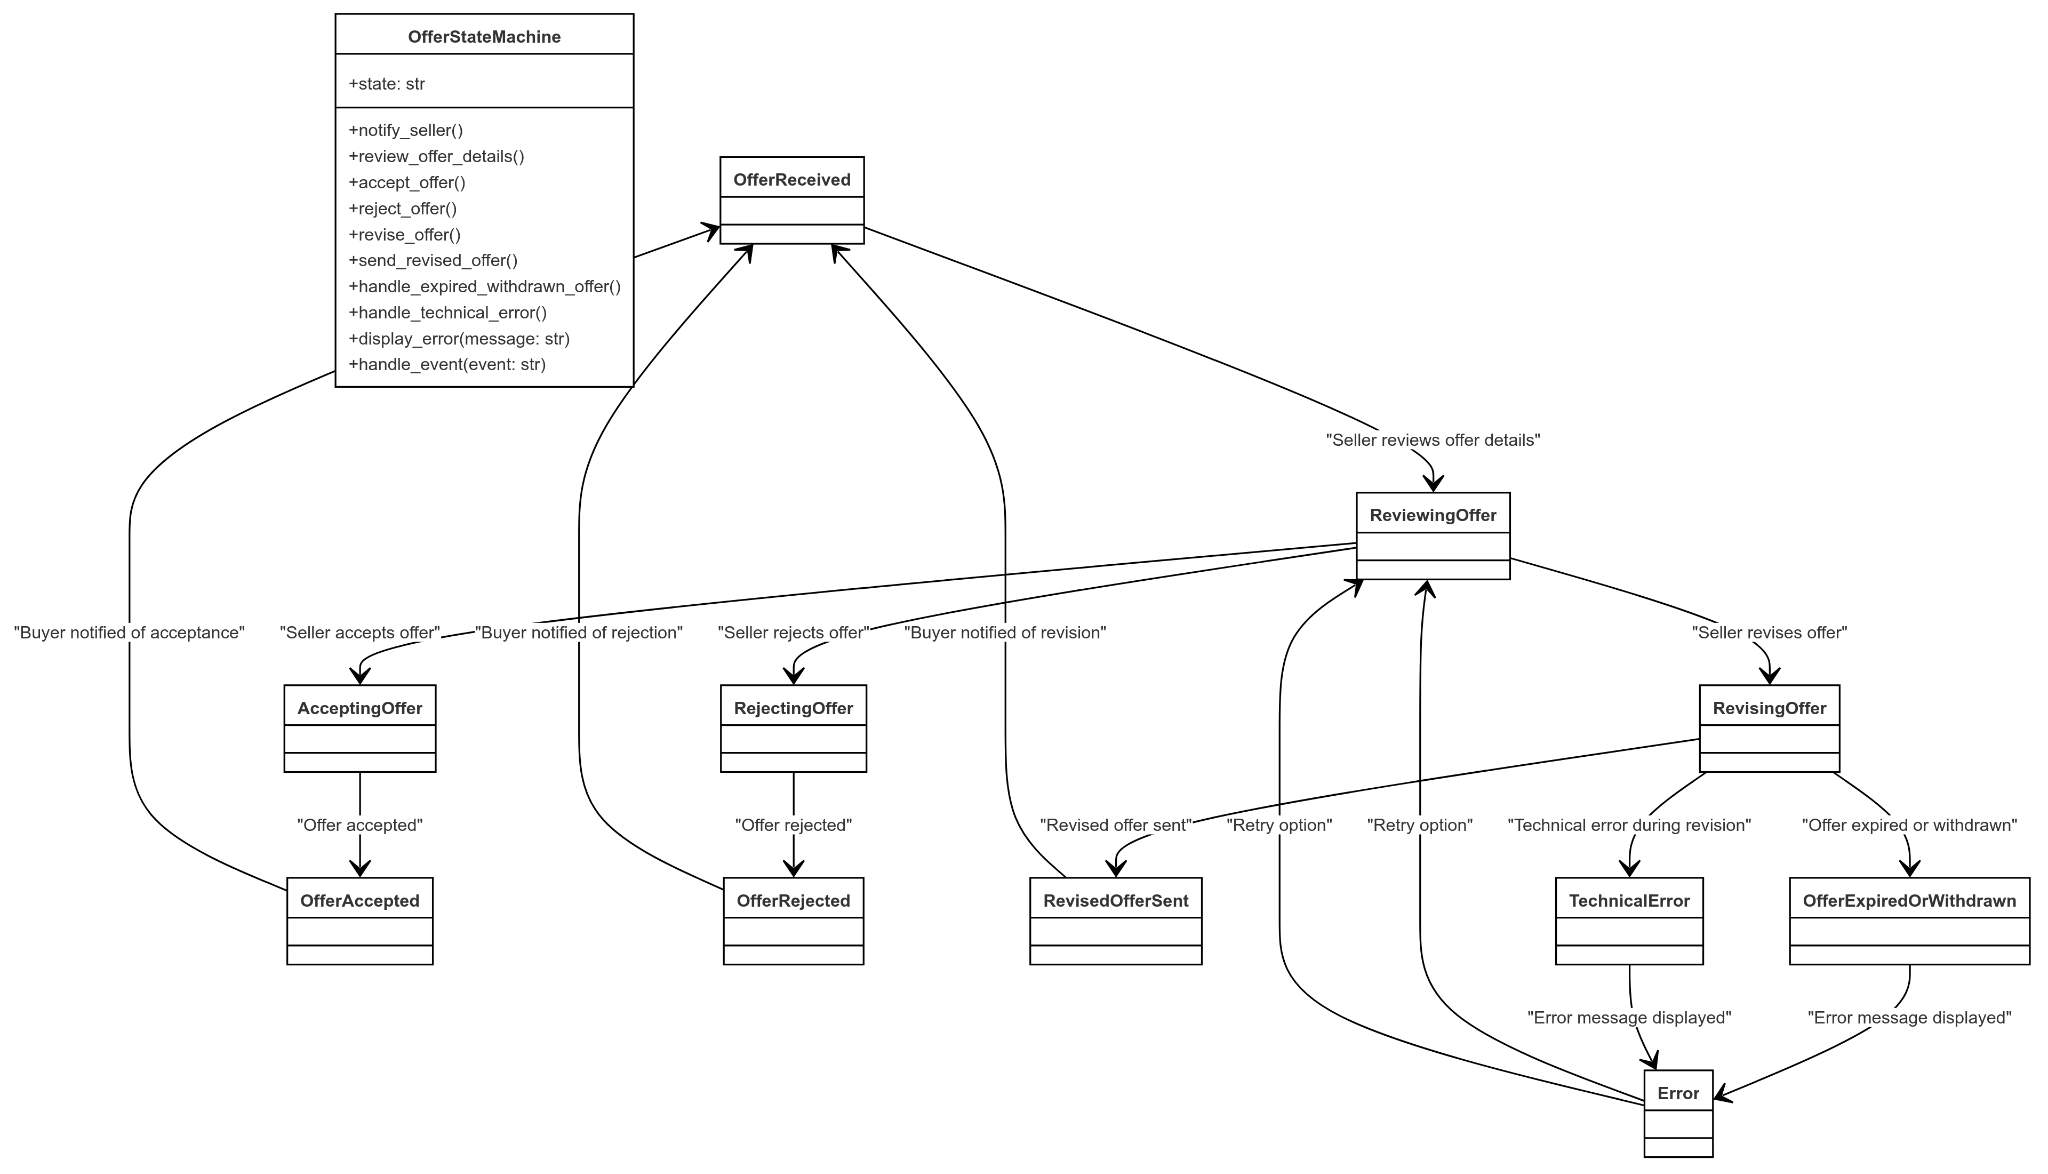 OfferStateMachine
+state: str
+notify_seller()
+review_offer_details()
+accept_offer()
+reject_offer()
+revise_offer()
+send_revised_offer()
+handle_expired_withdrawn_offer()
+handle_technical_error()
+display_error(message: str)
+handle_event(event: str)
OfferReceived
"Seller reviews offer details"
ReviewingOffer
"Buyer notified of acceptance"
"Seller accepts offer"
"Buyer notified of rejection"
"Seller rejects offer"
"Buyer notified of revision"
"Seller revises offer"
AcceptingOffer
RejectingOffer
RevisingOffer
"Offer accepted"
"Offer rejected"
"Revised offer sent"
"Retry option"
"Retry option"
"Technical error during revision"
"Offer expired or withdrawn"
OfferAccepted
OfferRejected
RevisedOfferSent
TechnicalError
OfferExpiredOrWithdrawn
"Error message displayed"
"Error message displayed"
Error